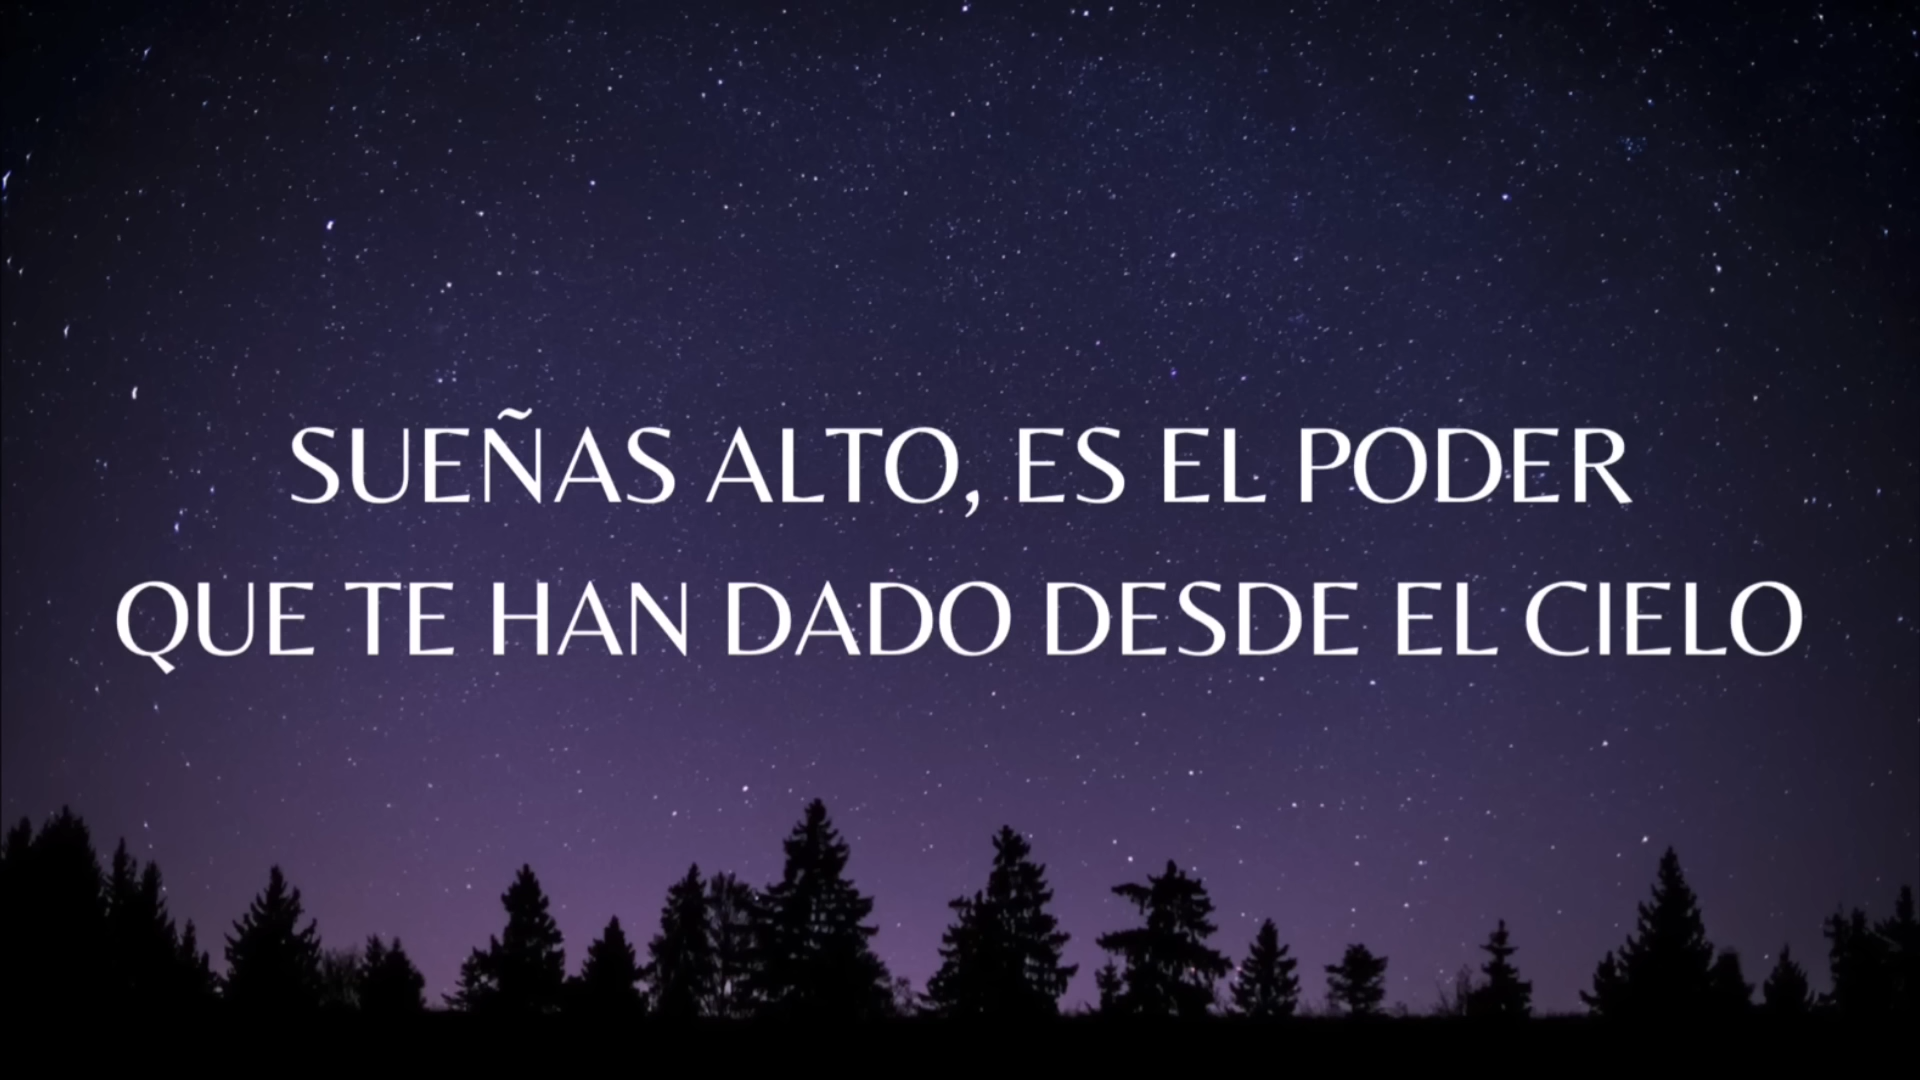 SUEÑAS ALTO, ES EL PODER
QUE TE HAN DADO DESDE EL CIELO